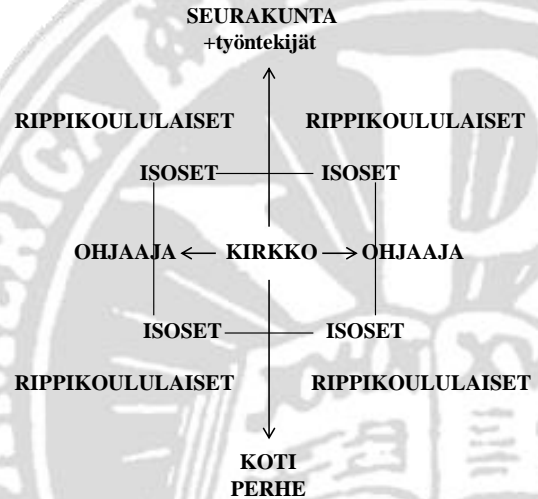 SEURAKUNTA
+työntekijät
RIPPIKOULULAISET RIPPIKOULULAISET
ISOSET ISOSET
OHJAAJA KIRKKO OHJAAJA
ISOSET ISOSET
RIPPIKOULULAISET RIPPIKOULULAISET
KOTI
PERHE